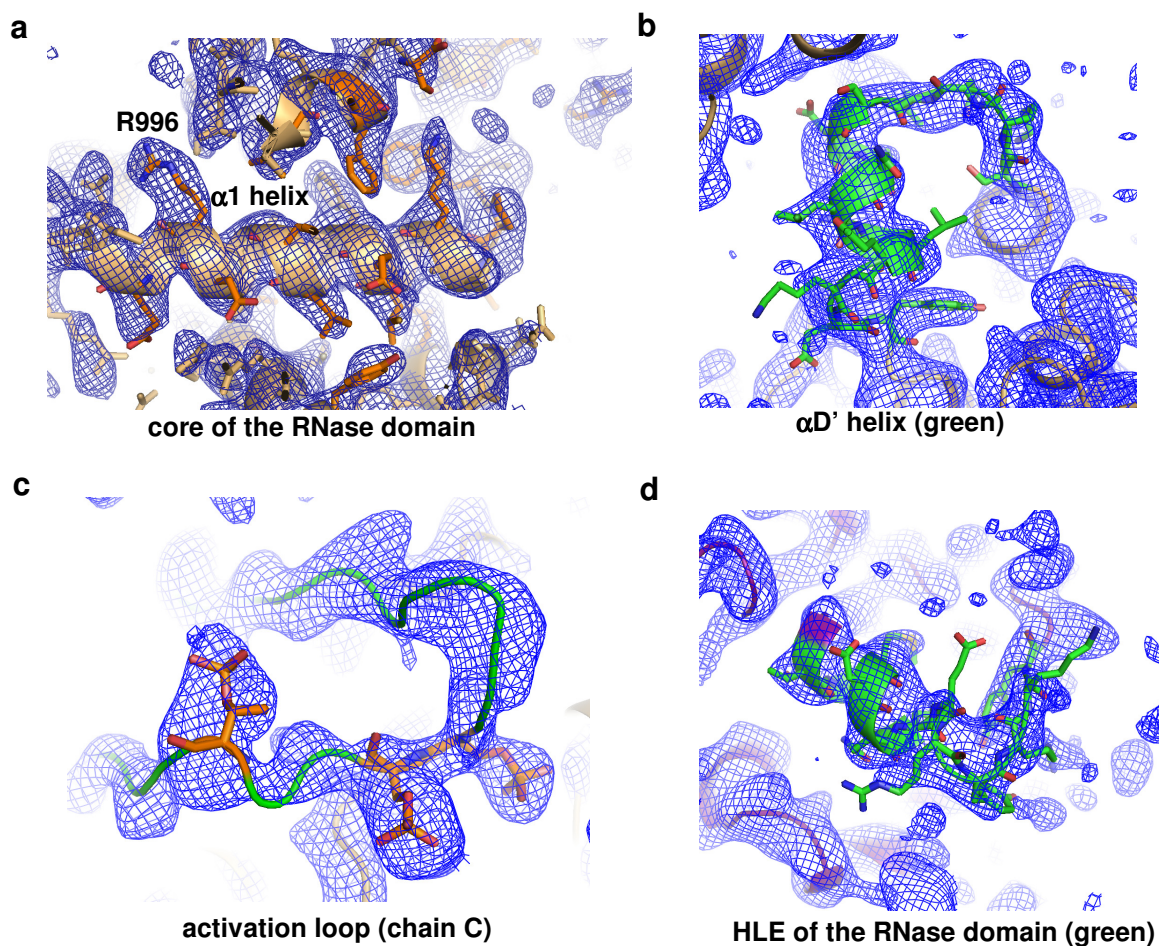 a
b
R996
α1 helix
core of the RNase domain
αD’ helix (green)
c
d
activation loop (chain C)
HLE of the RNase domain (green)